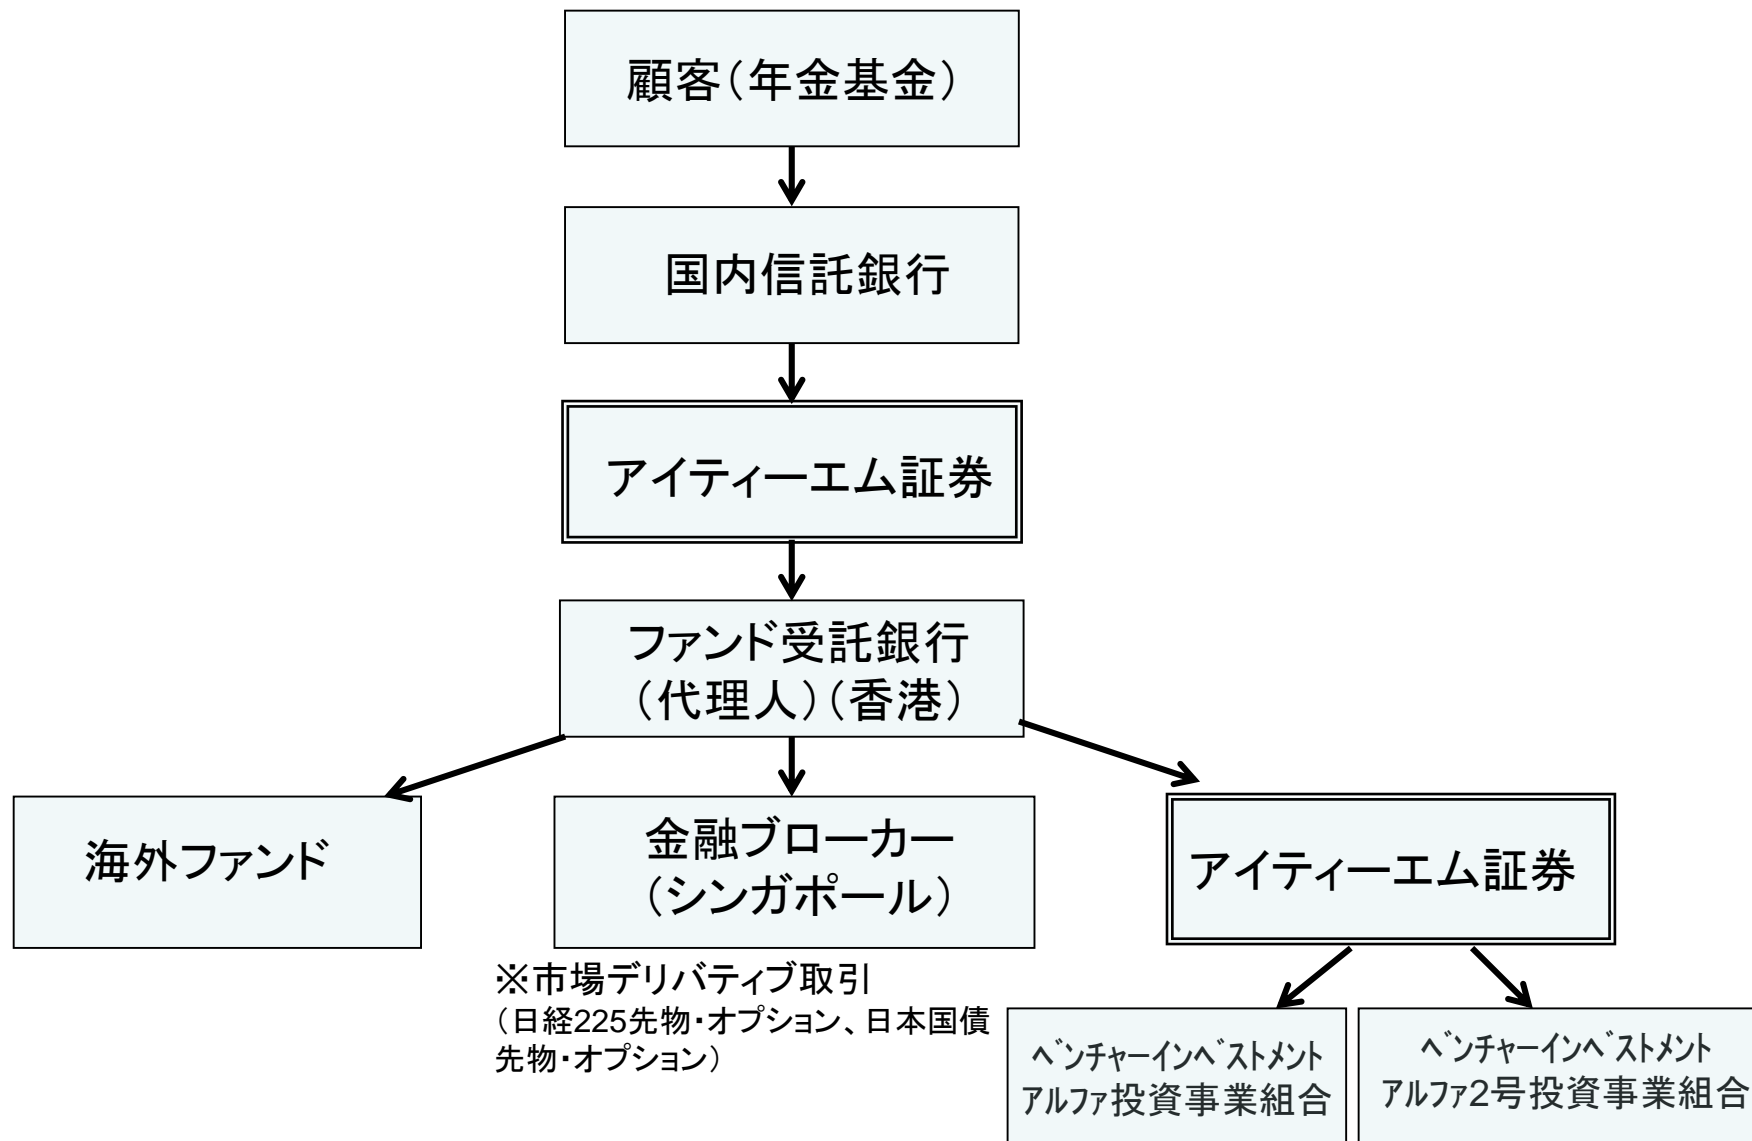 顧客（年金基金）
国内信託銀行
アイティーエム証券
ファンド受託銀行
（代理人）（香港）
海外ファンド
金融ブローカー
（シンガポール）
アイティーエム証券
※市場デリバティブ取引
（日経225先物・オプション、日本国債
先物・オプション）
ﾍﾞﾝﾁｬｰｲﾝﾍﾞｽﾄﾒﾝﾄ
ｱﾙﾌｧ投資事業組合
ﾍﾞﾝﾁｬｰｲﾝﾍﾞｽﾄﾒﾝﾄ
ｱﾙﾌｧ2号投資事業組合